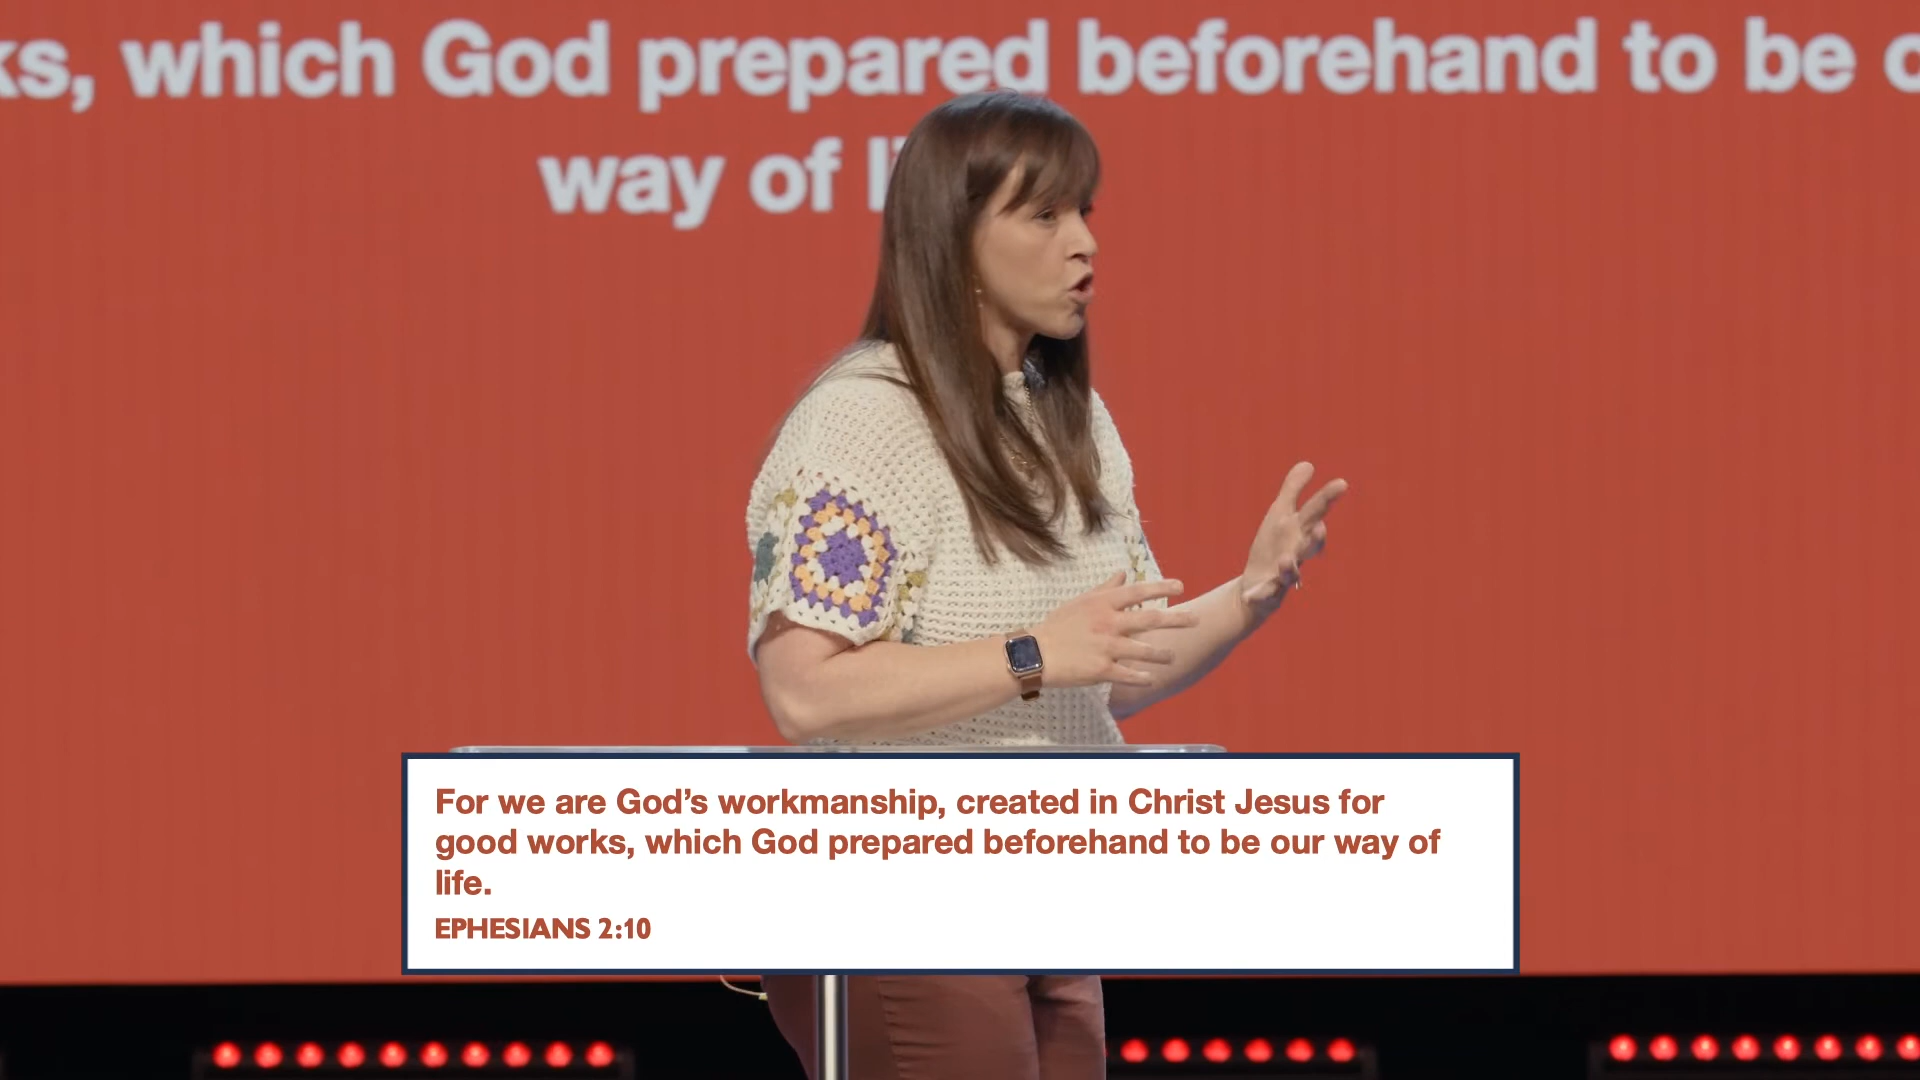 ks, which God prepared beforehand to be o
way of li
For we are God’s workmanship, created in Christ Jesus for
good works, which God prepared beforehand to be our way of
life.
EPHESIANS 2:10